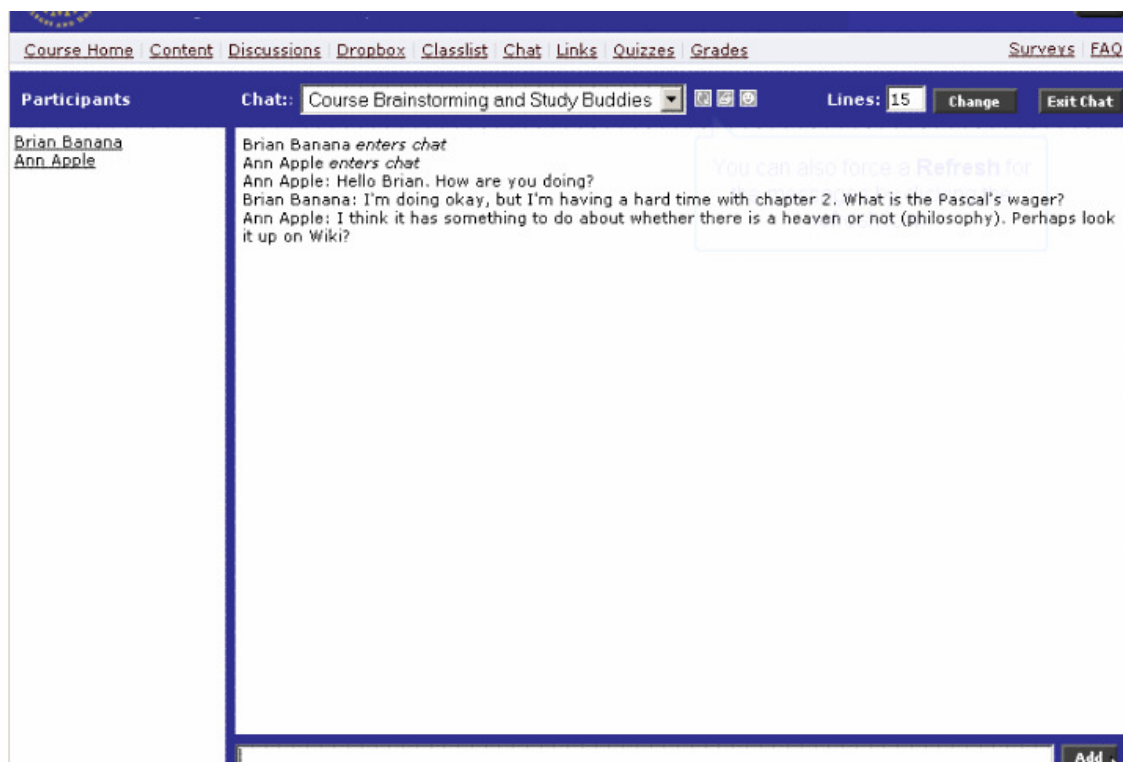 Course Home Content Discussions Dropbox Classlist Chat Links Quizzes Grades Surveys FAQ
Participants Chat:: Course Brainstorming and Study Buddies Lines: 15 Change Exit Chat
Brian Banana
Ann Apple
Brian Banana enters chat
Ann Apple enters chat
Ann Apple: Hello Brian. How are you doing?
Brian Banana: I'm doing okay, but I'm having a hard time with chapter 2. What is the Pascal's wager?
Ann Apple: I think it has something to do about whether there is a heaven or not (philosophy). Perhaps look
it up on Wiki?
You can also force a Refresh for
Add